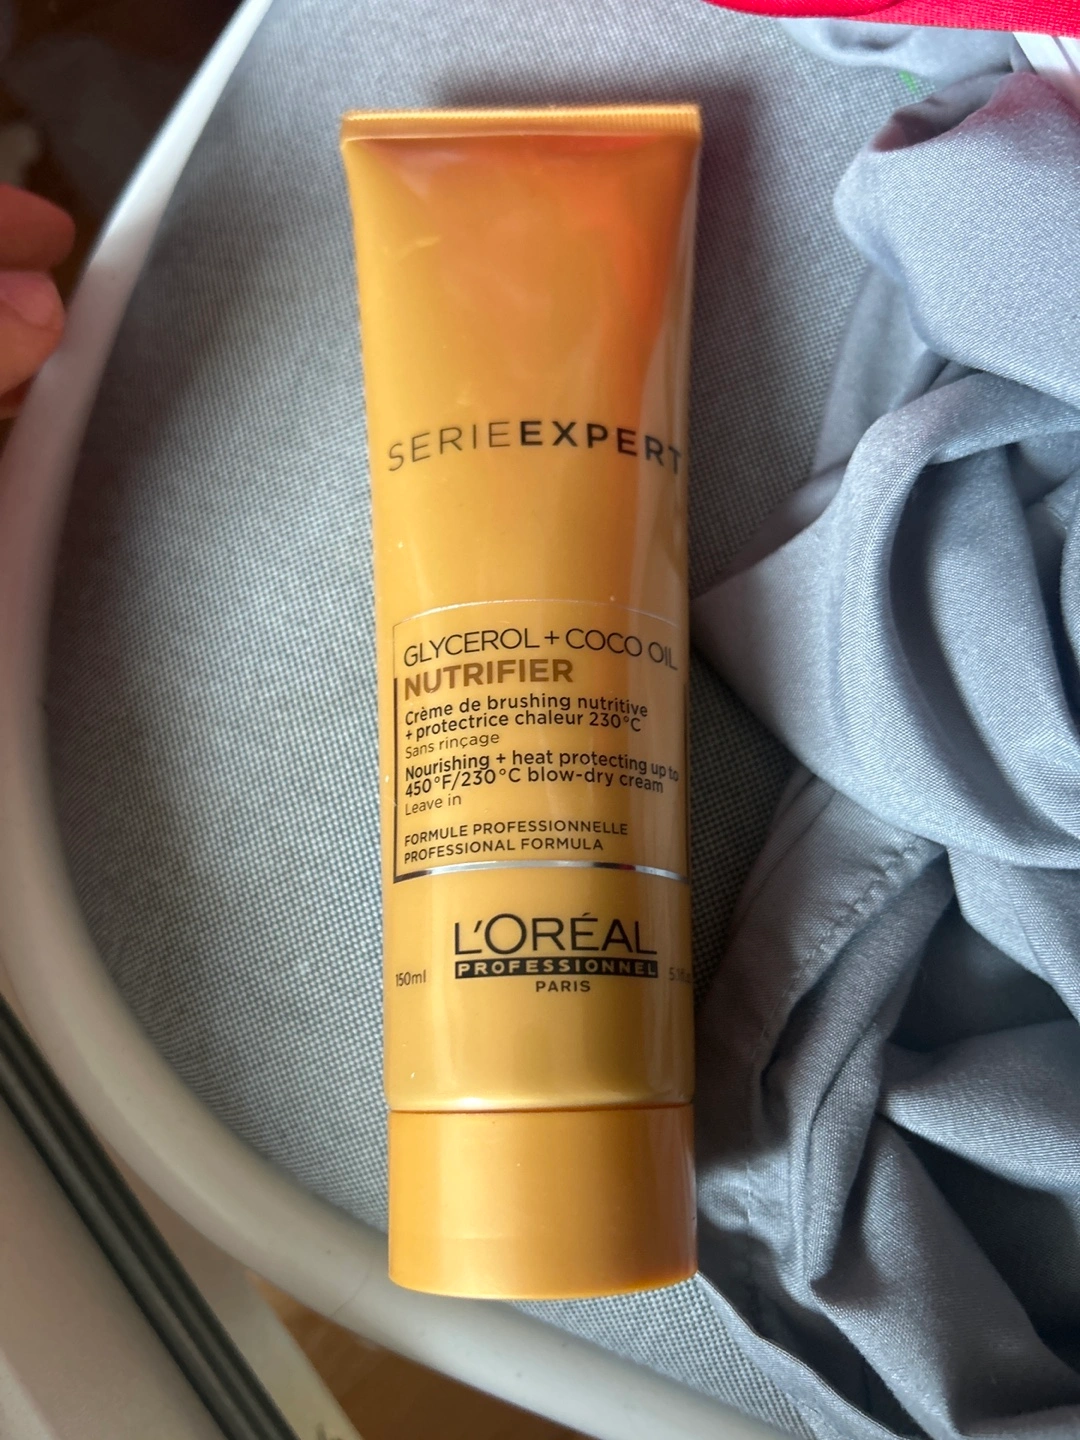 SERIEEXPERT
GLYCEROL + COCO OIL
NUTRIFIER
Crème de brushing nutritive
+ protectrice chaleur 230°C
Sans rinçage
Nourishing + heat protecting up to
450°F/230°C blow-dry cream
Leave in
FORMULE PROFESSIONNELLE
PROFESSIONAL FORMULA
L'ORÉAL
PROFESSIONNEL
PARIS
150ml